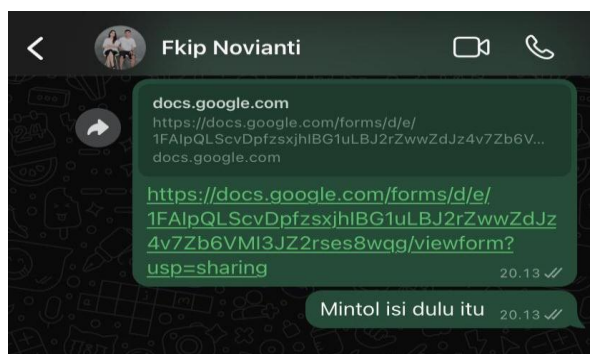 Fkip Novianti
docs.google.com
https://docs.google.com/forms/d/e/
1FAIpQLScvDpfzsxjhIBG1uLBJ2rZwwZdJz4v7Zb6V...
docs.google.com
https://docs.google.com/forms/d/e/
1FAIpQLScvDpfzsxjhIBG1uLBJ2rZwwZdJz
4v7Zb6VMI3JZ2rses8wqg/viewform?
usp=sharing
20.13
Mintol isi dulu itu 20.13